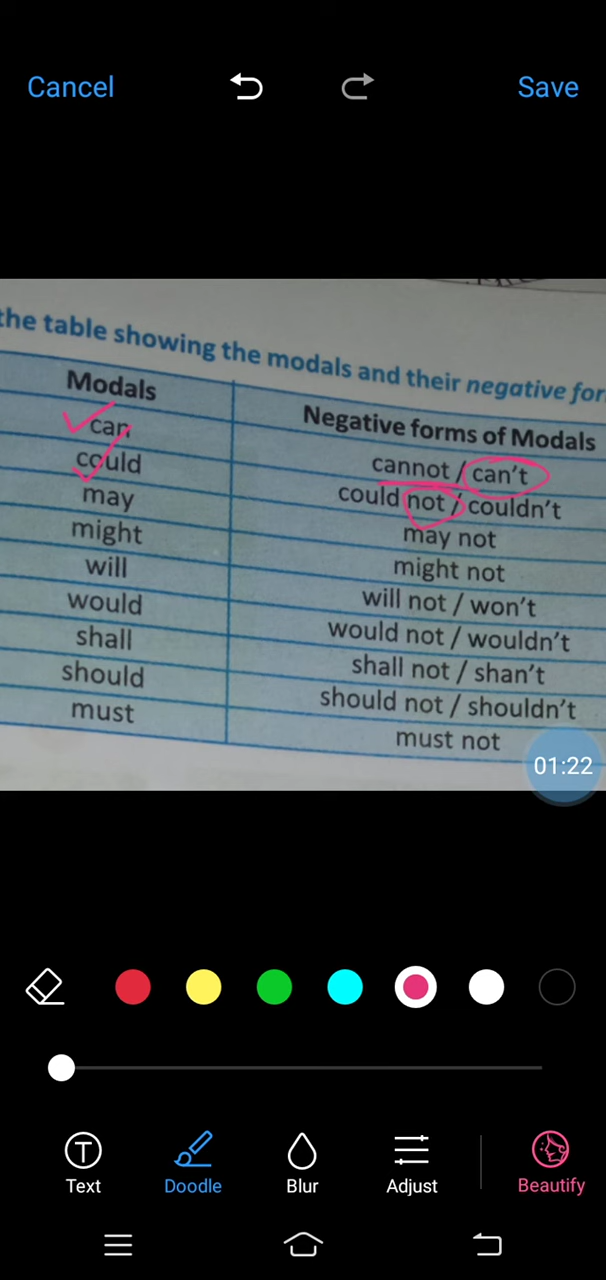 Cancel
Save
the table showing the modals and their negative for
Modals
Negative forms of Modals
can
cannot / can't
could
could not / couldn't
may
may not
might
might not
will
will not / won't
would
would not / wouldn't
shall
shall not / shan't
should
should not / shouldn't
must
must not
01:22
Text
Doodle
Blur
Adjust
Beautify